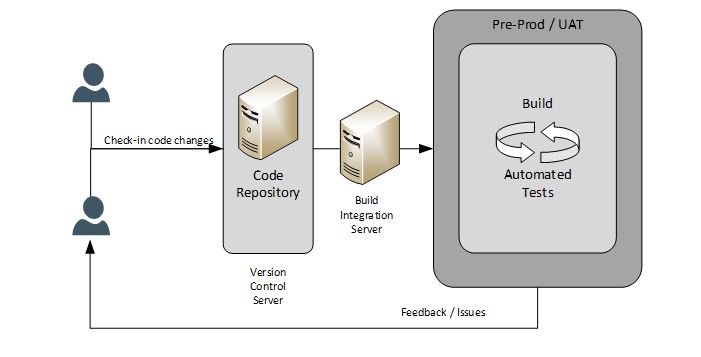 Pre-Prod / UAT
Check-in code changes
Code
Repository
Build
Integration
Server
Build
Automated
Tests
Version
Control
Server
Feedback / Issues